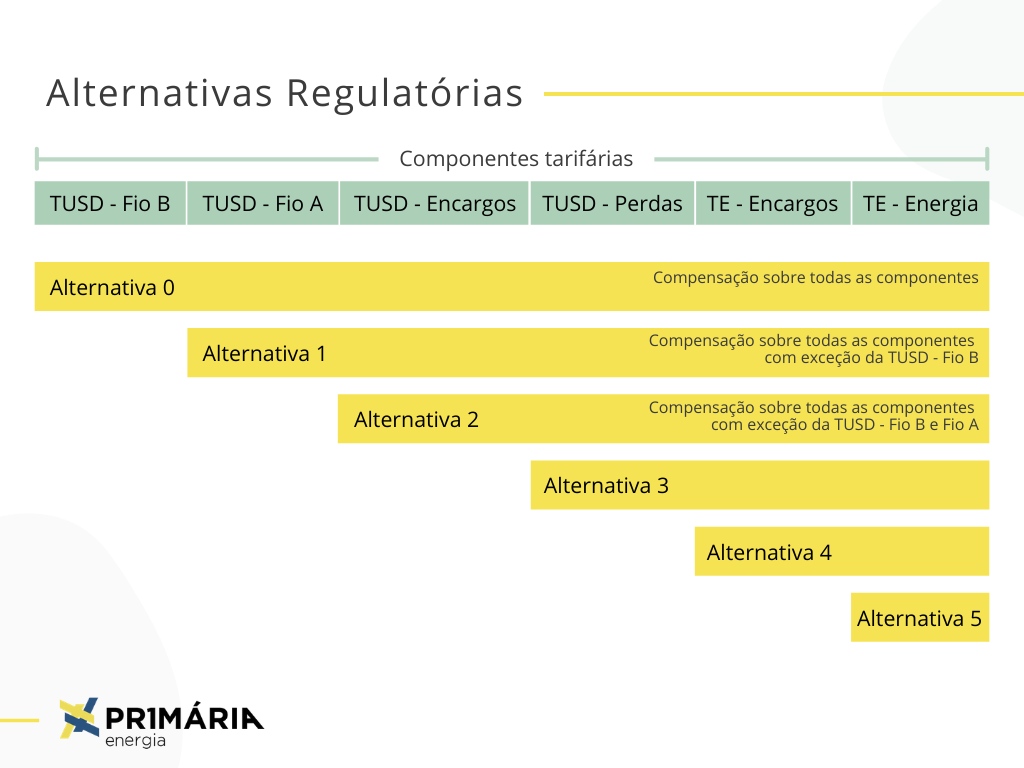 Alternativas Regulatórias
Componentes tarifárias
TUSD - Fio B TUSD - Fio A TUSD - Encargos TUSD - Perdas TE - Encargos TE - Energia
Alternativa 0
Compensação sobre todas as componentes
Alternativa 1
Compensação sobre todas as componentes
com exceção da TUSD - Fio B
Alternativa 2
Compensação sobre todas as componentes
com exceção da TUSD - Fio B e Fio A
Alternativa 3
Alternativa 4
Alternativa 5
PR1MÁRIA
energia